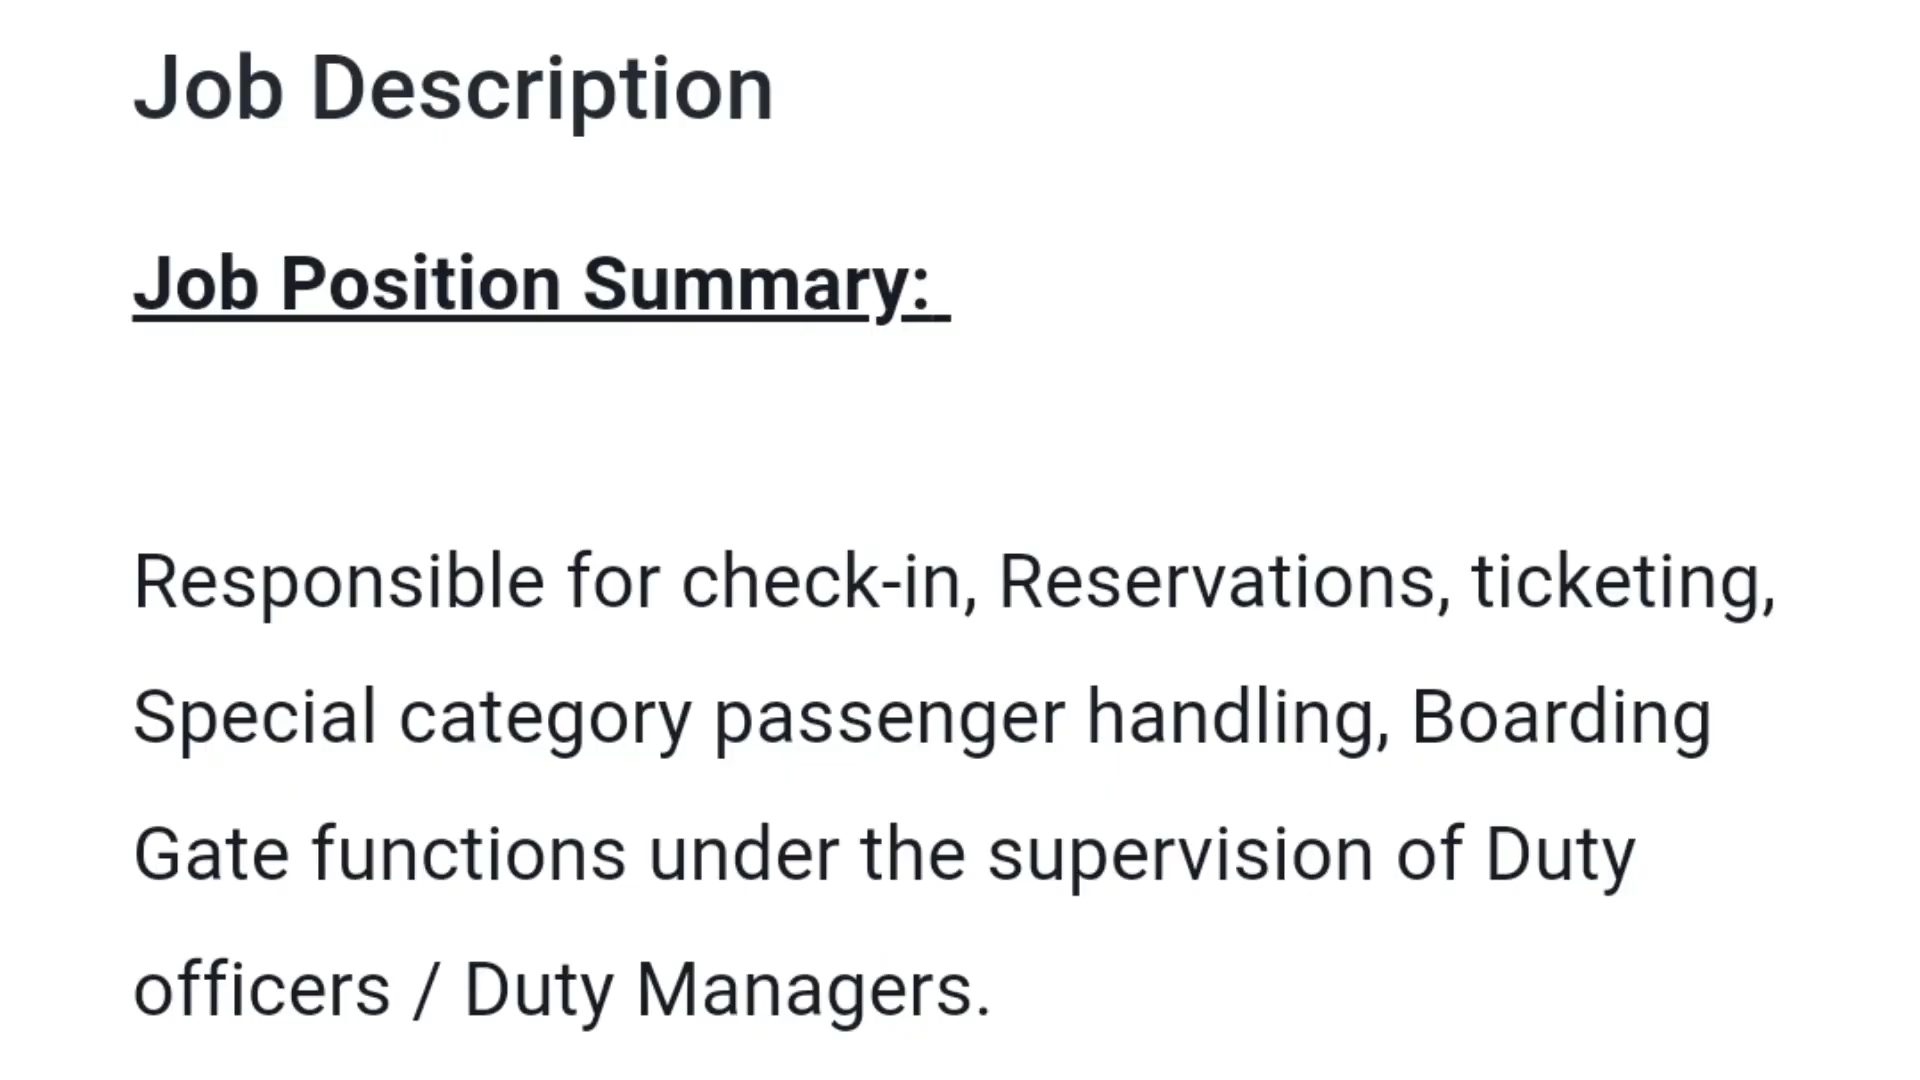 Job Description
Job Position Summary:
Responsible for check-in, Reservations, ticketing,
Special category passenger handling, Boarding
Gate functions under the supervision of Duty
officers / Duty Managers.